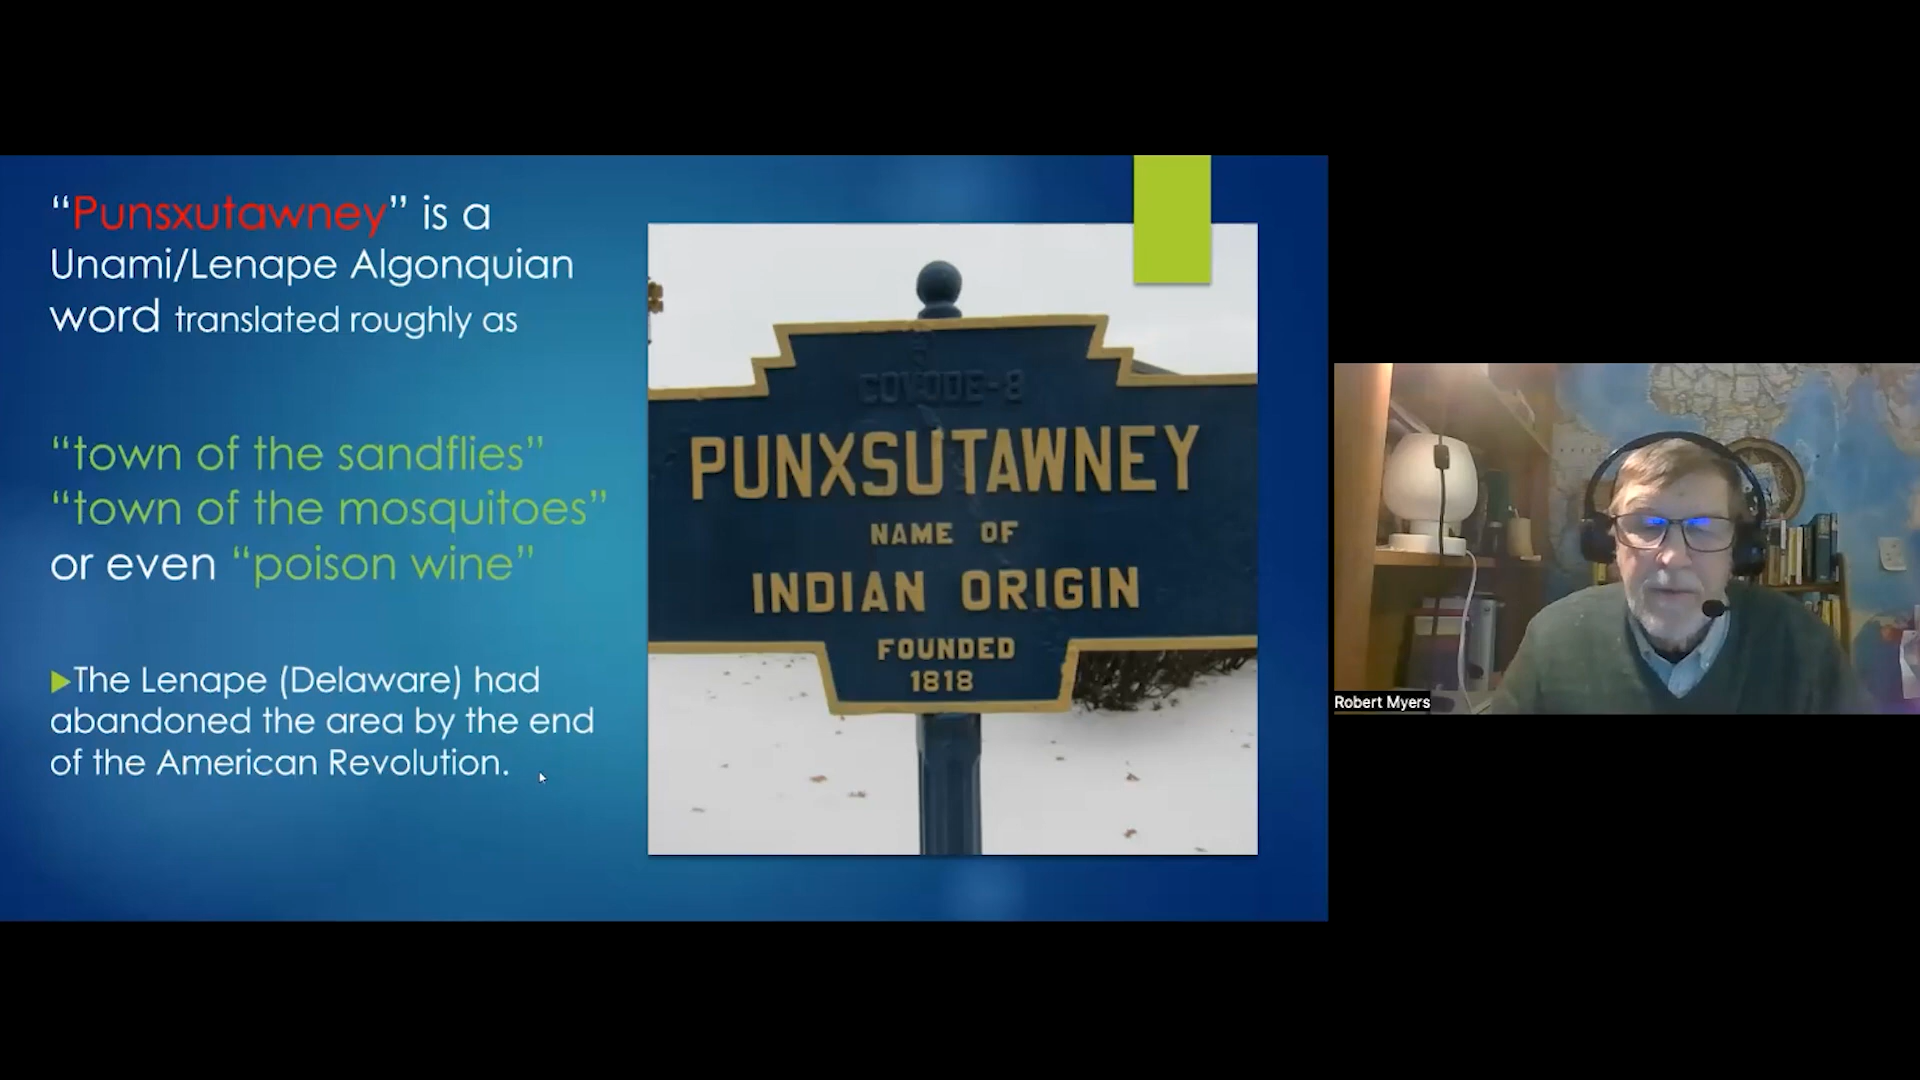 “Punsxutawney” is a
Unami/Lenape Algonquian
word translated roughly as
“town of the sandflies”
“town of the mosquitoes”
or even “poison wine”
▶The Lenape (Delaware) had
abandoned the area by the end
of the American Revolution.
COVODE-8
PUNXSUTAWNEY
NAME OF
INDIAN ORIGIN
FOUNDED
1818
Robert Myers